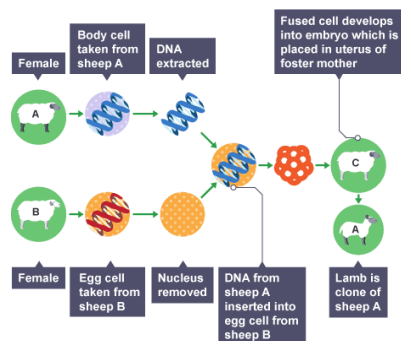 Female
Body cell
taken from
sheep A
DNA
extracted
Fused cell develops
into embryo which is
placed in uterus of
foster mother
A
C
B
A
Female
Egg cell
taken from
sheep B
Nucleus
removed
DNA from
sheep A
inserted into
egg cell from
sheep B
Lamb is
clone of
sheep A